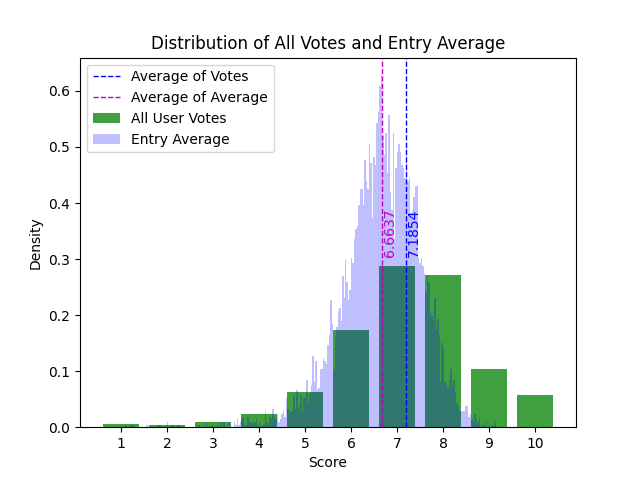 Distribution of All Votes and Entry Average
Average of Votes
Average of Average
All User Votes
Entry Average
0.6
0.5
0.4
0.3
0.2
0.1
0.0
Density
6.6637
7.1854
1 2 3 4 5 6 7 8 9 10
Score